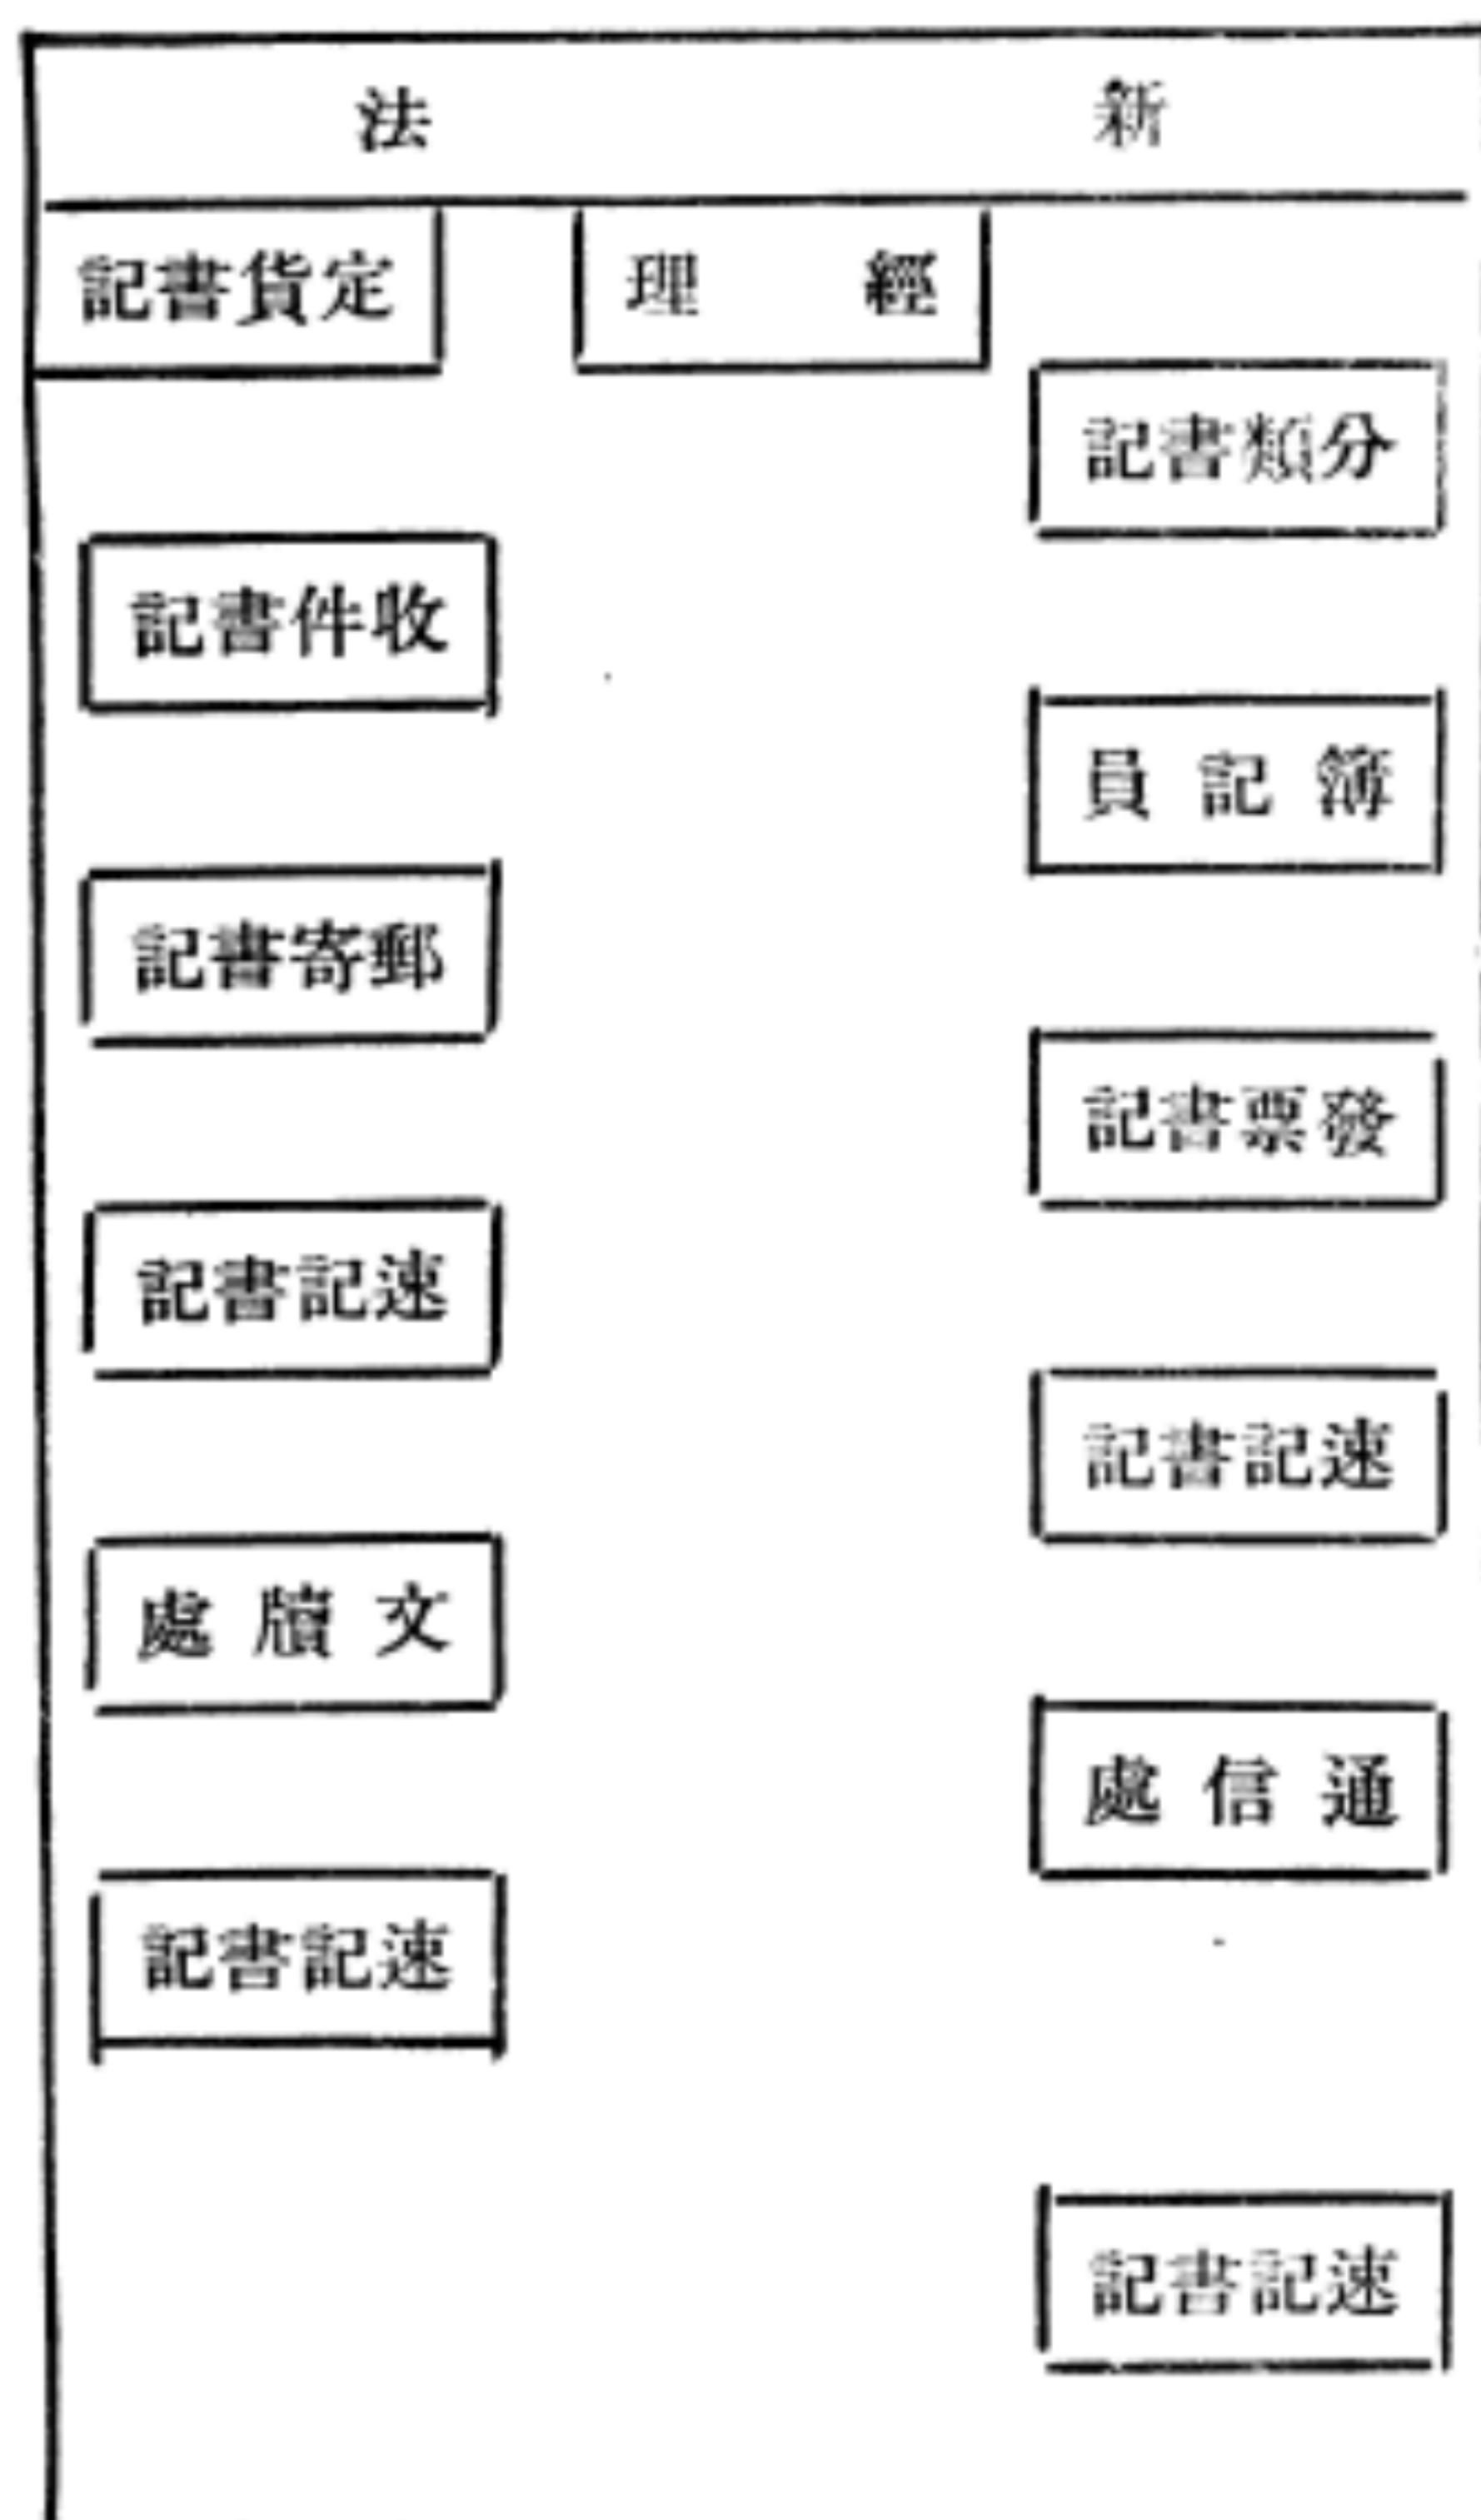 新法
經理
定貨書記
分類書記
收件書記
簿記員
郵寄書記
發票書記
速記書記
速記書記
文牘處
通信處
速記書記
速記書記